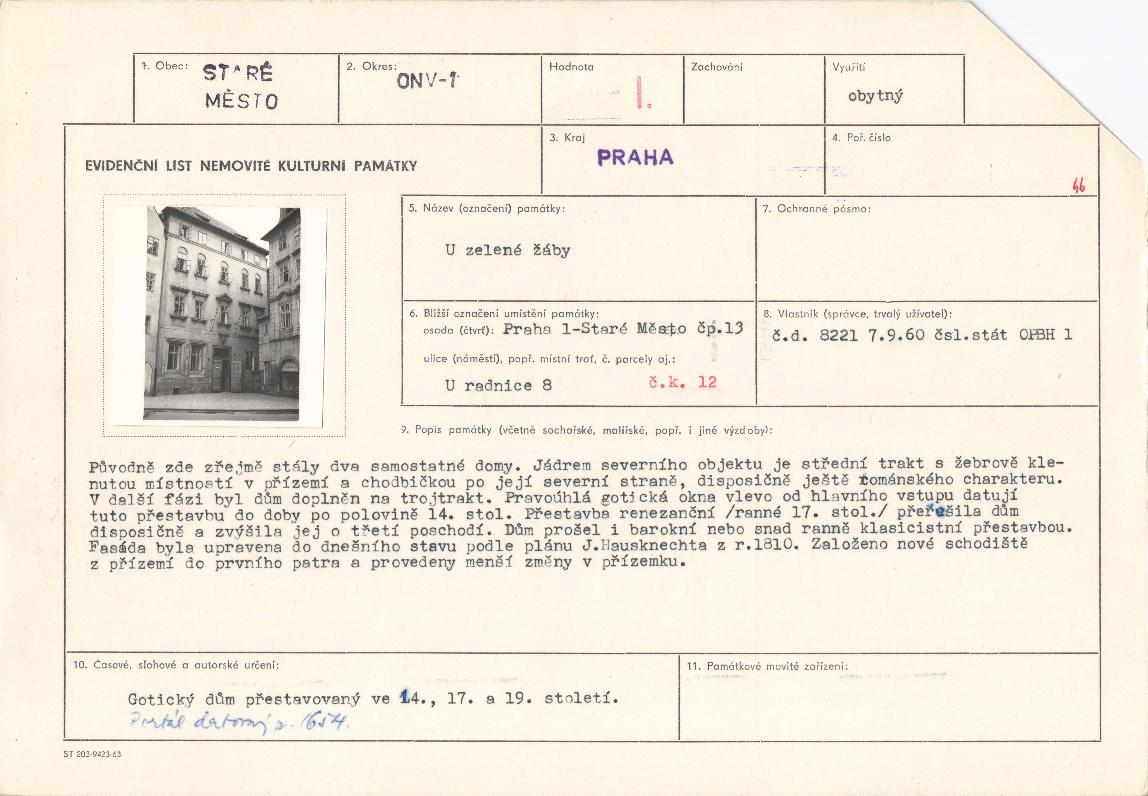 1. Obec: STARÉ
MĚSTO
2. Okres: ONV-1
Hodnota
I.
Zachování
Využití
obytný
EVIDENČNÍ LIST NEMOVITÉ KULTURNÍ PAMÁTKY
3. Kraj
PRAHA
4. Poř. číslo
46
5. Název (označení) památky:
U zelené žáby
7. Ochranné pásmo:
6. Bližší označení umístění památky:
osada (čtvrť): Praha 1-Staré Město čp.13
ulice (náměstí), popř. místní trať, č. parcely aj.:
U radnice 8 č.k. 12
8. Vlastník (správce, trvalý uživatel):
č.d. 8221 7.9.60 čsl.stát OPBH 1
9. Popis památky (včetně sochařské, malířské, popř. i jiné výzdoby):
Původně zde zřejmě stály dva samostatné domy. Jádrem severního objektu je střední trakt s žebrově kle-
nutou místností v přízemí a chodbičkou po její severní straně, disposičně ještě románského charakteru.
V další fázi byl dům doplněn na trojtrakt. Pravoúhlá gotická okna vlevo od hlavního vstupu datují
tuto přestavbu do doby po polovině 14. stol. Přestavba renezanční /ranné 17. stol./ přeřešila dům
disposičně a zvýšila jej o třetí poschodí. Dům prošel i barokní nebo snad ranně klasicistní přestavbou.
Fasáda byla upravena do dnešního stavu podle plánu J.Hausknechta z r.1810. Založeno nové schodiště
z přízemí do prvního patra a provedeny menší změny v přízemku.
10. Časové, slohové a autorské určení:
Gotický dům přestavovaný ve 14., 17. a 19. století.
Portál datovaný r. 1654.
11. Památkové movité zařízení:
ST 203-9423-63